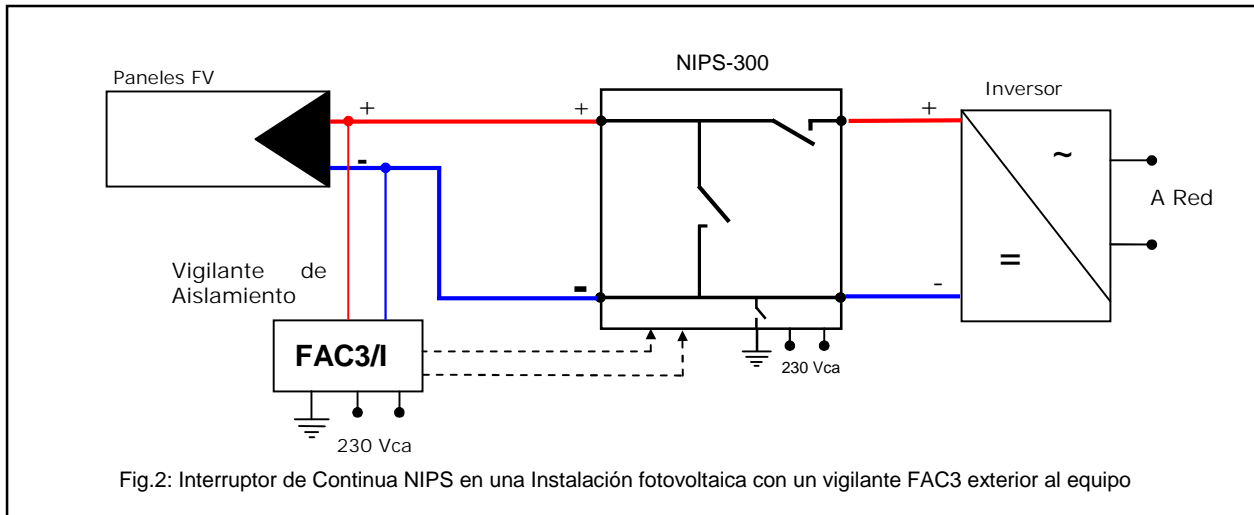 NIPS-300
Paneles FV
Inversor
+
+
+
-
~
A Red
Vigilante de
Aislamiento
-
=
-
FAC3/I
230 Vca
230 Vca
Fig.2: Interruptor de Continua NIPS en una Instalación fotovoltaica con un vigilante FAC3 exterior al equipo